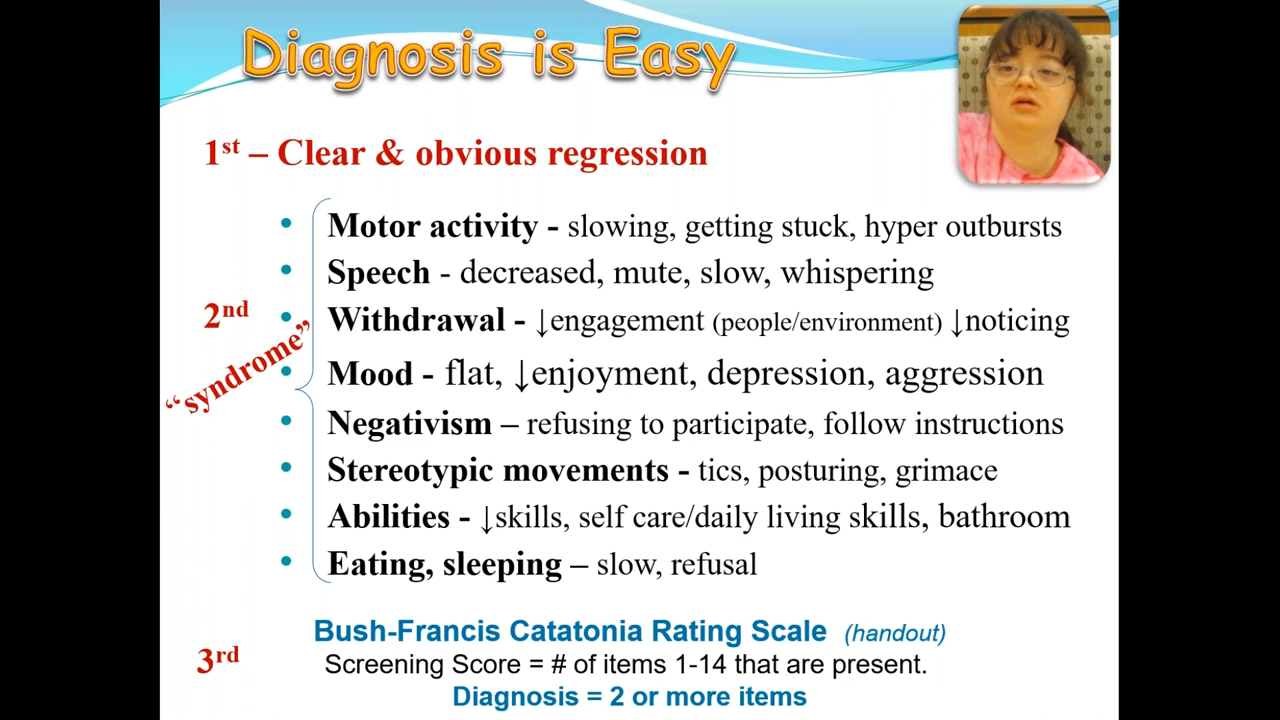 Diagnosis is Easy
1st – Clear & obvious regression
2nd
“syndrome”
• Motor activity - slowing, getting stuck, hyper outbursts
• Speech - decreased, mute, slow, whispering
• Withdrawal - ↓engagement (people/environment) ↓noticing
• Mood - flat, ↓enjoyment, depression, aggression
• Negativism – refusing to participate, follow instructions
• Stereotypic movements - tics, posturing, grimace
• Abilities - ↓skills, self care/daily living skills, bathroom
• Eating, sleeping – slow, refusal
3rd
Bush-Francis Catatonia Rating Scale (handout)
Screening Score = # of items 1-14 that are present.
Diagnosis = 2 or more items